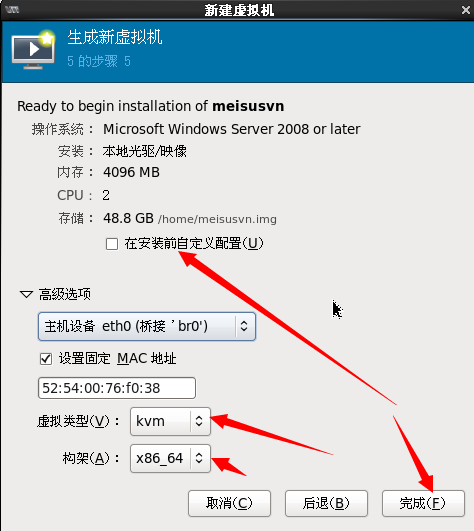 新建虚拟机
生成新虚拟机
5 的步骤 5
Ready to begin installation of meisusvn
操作系统： Microsoft Windows Server 2008 or later
安装： 本地光驱/映像
内存： 4096 MB
CPU： 2
存储： 48.8 GB /home/meisusvn.img
在安装前自定义配置(U)
高级选项
主机设备 eth0 (桥接 'br0')
设置固定 MAC 地址
52:54:00:76:f0:38
虚拟类型(V)： kvm
构架(A)： x86_64
取消(C) 后退(B) 完成(F)